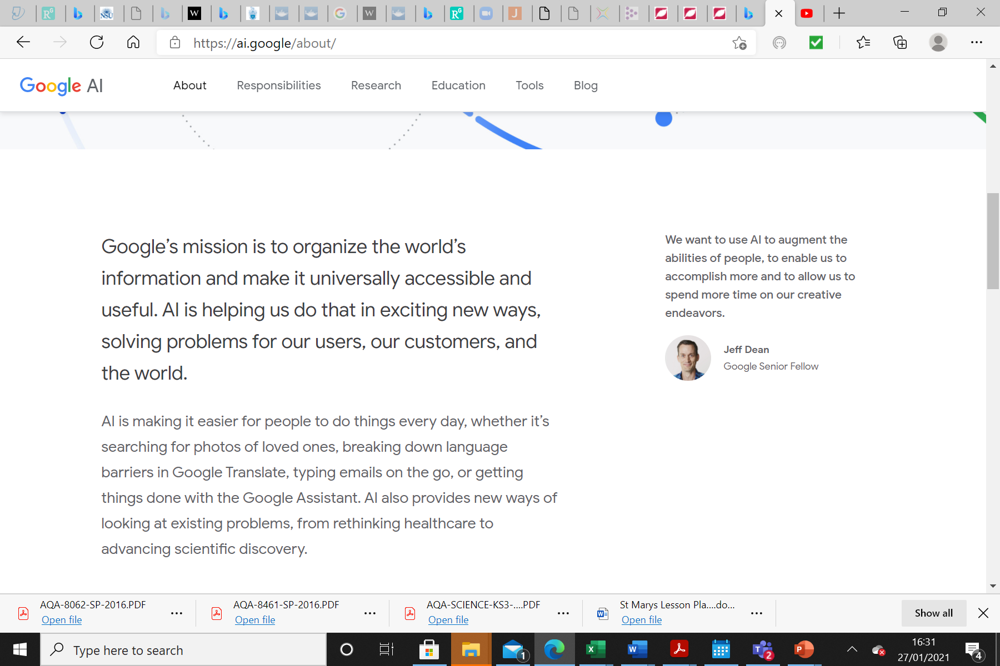 https://ai.google/about/
Google AI
About
Responsibilities
Research
Education
Tools
Blog
Google’s mission is to organize the world’s
information and make it universally accessible and
useful. AI is helping us do that in exciting new ways,
solving problems for our users, our customers, and
the world.
We want to use AI to augment the
abilities of people, to enable us to
accomplish more and to allow us to
spend more time on our creative
endeavors.
Jeff Dean
Google Senior Fellow
AI is making it easier for people to do things every day, whether it’s
searching for photos of loved ones, breaking down language
barriers in Google Translate, typing emails on the go, or getting
things done with the Google Assistant. AI also provides new ways of
looking at existing problems, from rethinking healthcare to
advancing scientific discovery.
AQA-8062-SP-2016.PDF
Open file
AQA-8461-SP-2016.PDF
Open file
AQA-SCIENCE-KS3-....PDF
Open file
St Marys Lesson Pla....do...
Open file
Show all
Type here to search
1
2
16:31
27/01/2021
4